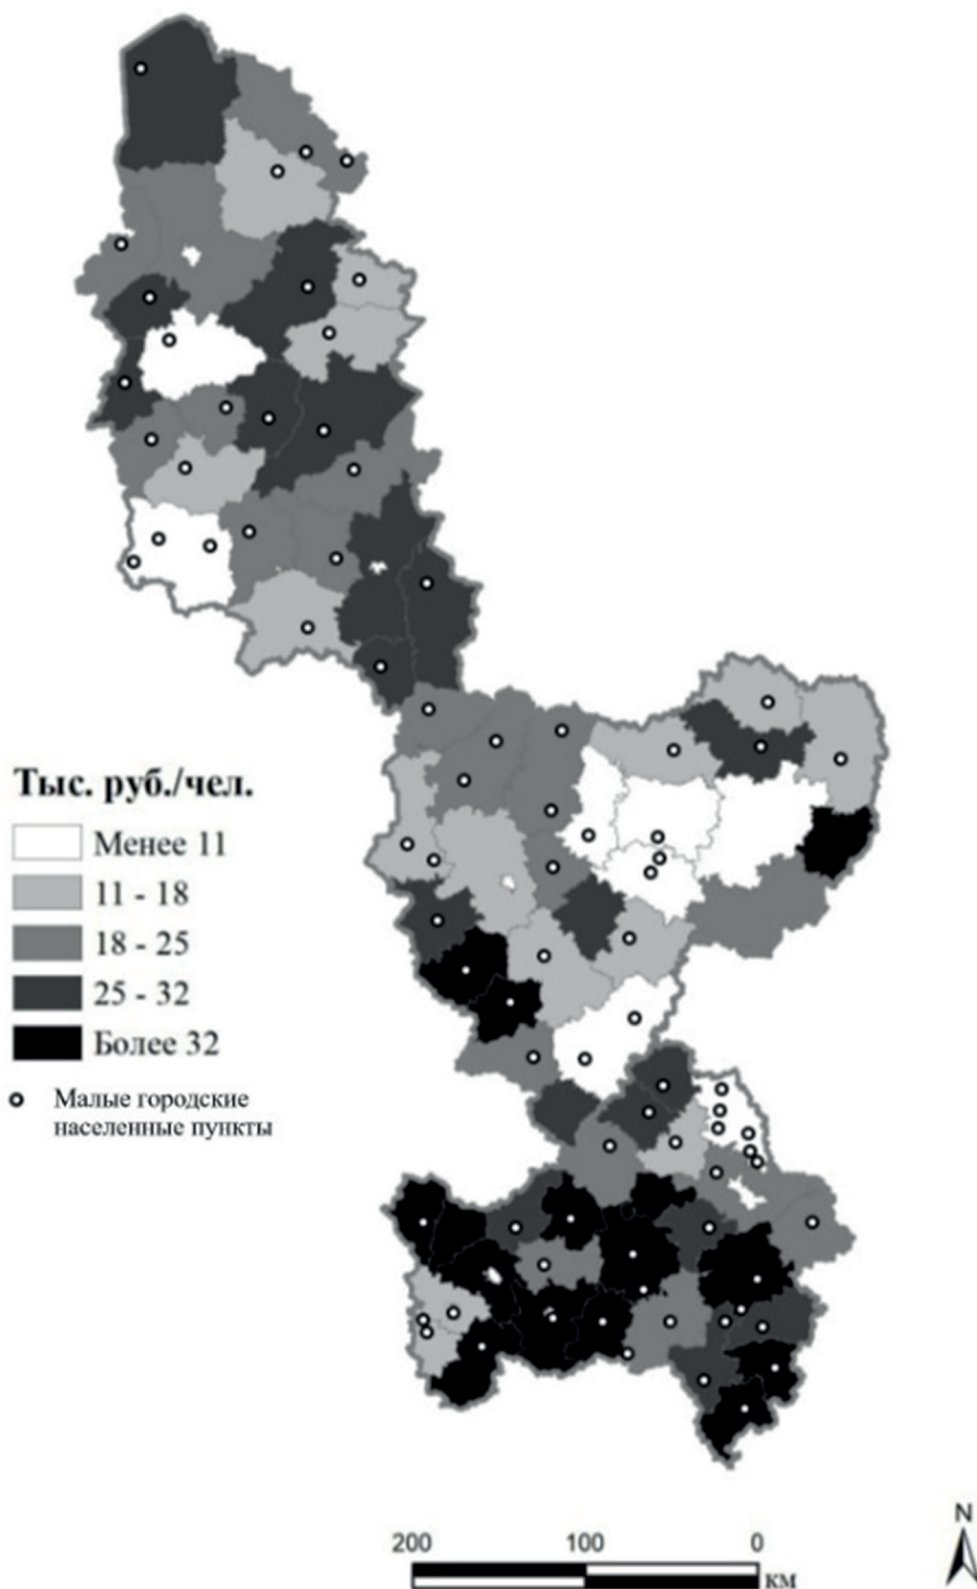 Тыс. руб./чел.
Менее 11
11 - 18
18 - 25
25 - 32
Более 32
Малые городские
населенные пункты
N
200 100 0
км